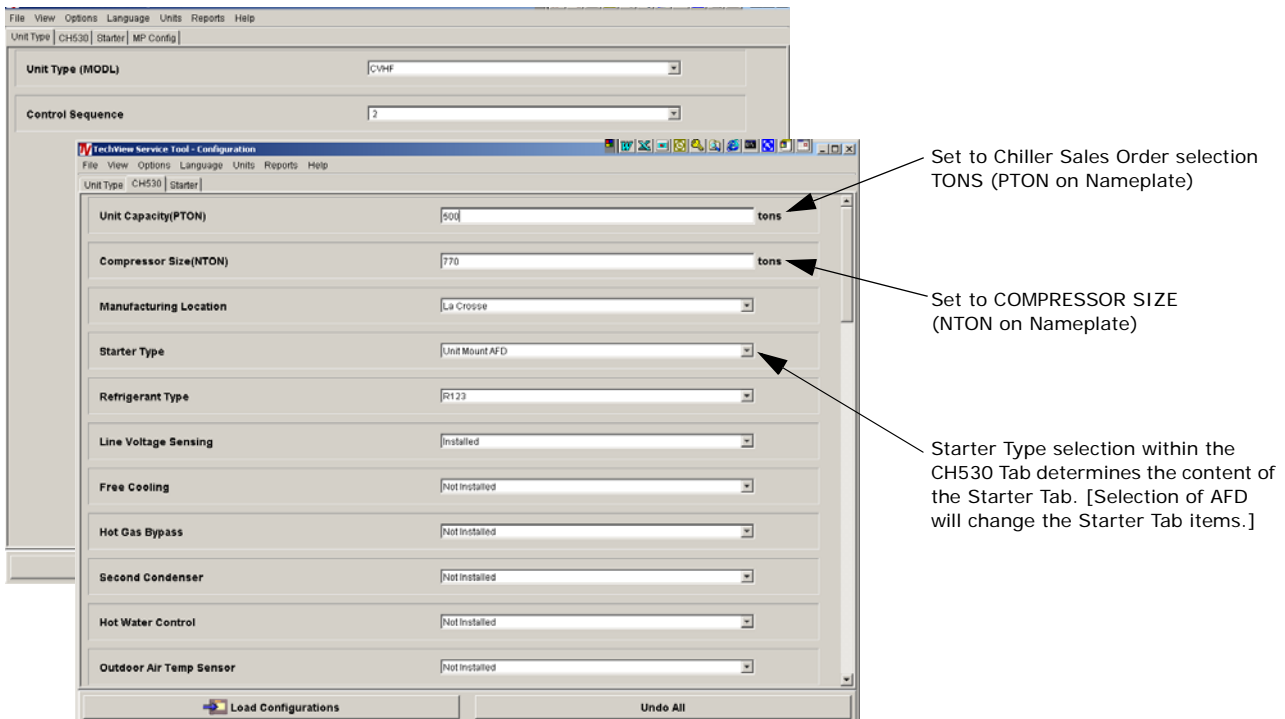 File View Options Language Units Reports Help
Unit Type CH530 Starter MP Config
Unit Type (MODL) CVHF
Control Sequence 2
TechView Service Tool - Configuration
File View Options Language Units Reports Help
Unit Type CH530 Starter
Unit Capacity(PTON) 500 tons
Compressor Size(NTON) 770 tons
Manufacturing Location La Crosse
Starter Type Unit Mount AFD
Refrigerant Type R123
Line Voltage Sensing Installed
Free Cooling Not Installed
Hot Gas Bypass Not Installed
Second Condenser Not Installed
Hot Water Control Not Installed
Outdoor Air Temp Sensor Not Installed
Load Configurations Undo All
Set to Chiller Sales Order selection
TONS (PTON on Nameplate)
Set to COMPRESSOR SIZE
(NTON on Nameplate)
Starter Type selection within the
CH530 Tab determines the content of
the Starter Tab. [Selection of AFD
will change the Starter Tab items.]